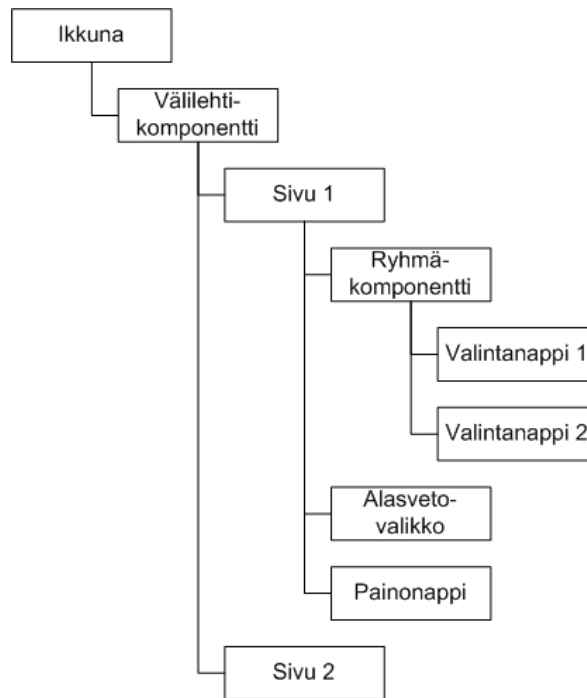 Ikkuna
Välilehti-
komponentti
Sivu 1
Ryhmä-
komponentti
Valintanappi 1
Valintanappi 2
Alasveto-
valikko
Painonappi
Sivu 2